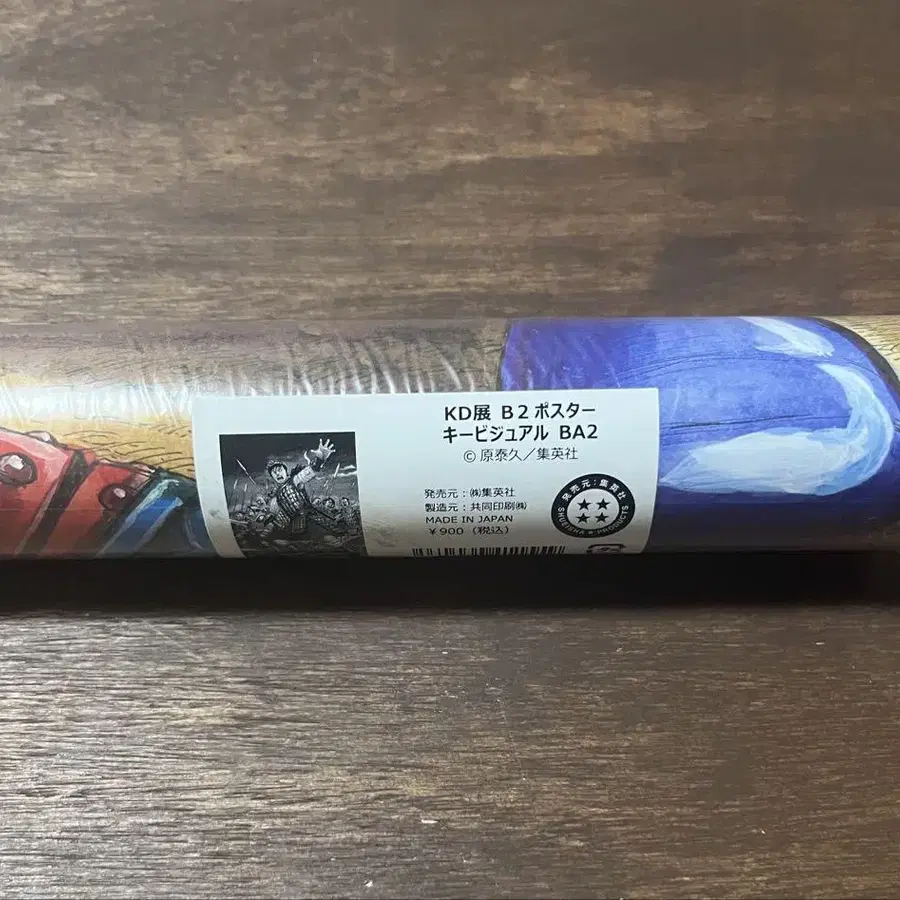 KD展 B2ポスター
キービジュアル BA2
©原泰久／集英社
発売元：㈱集英社
製造元：共同印刷㈱
MADE IN JAPAN
￥900（税込）
発売元：集英社
SHUEISHA ★ PRODUCTS